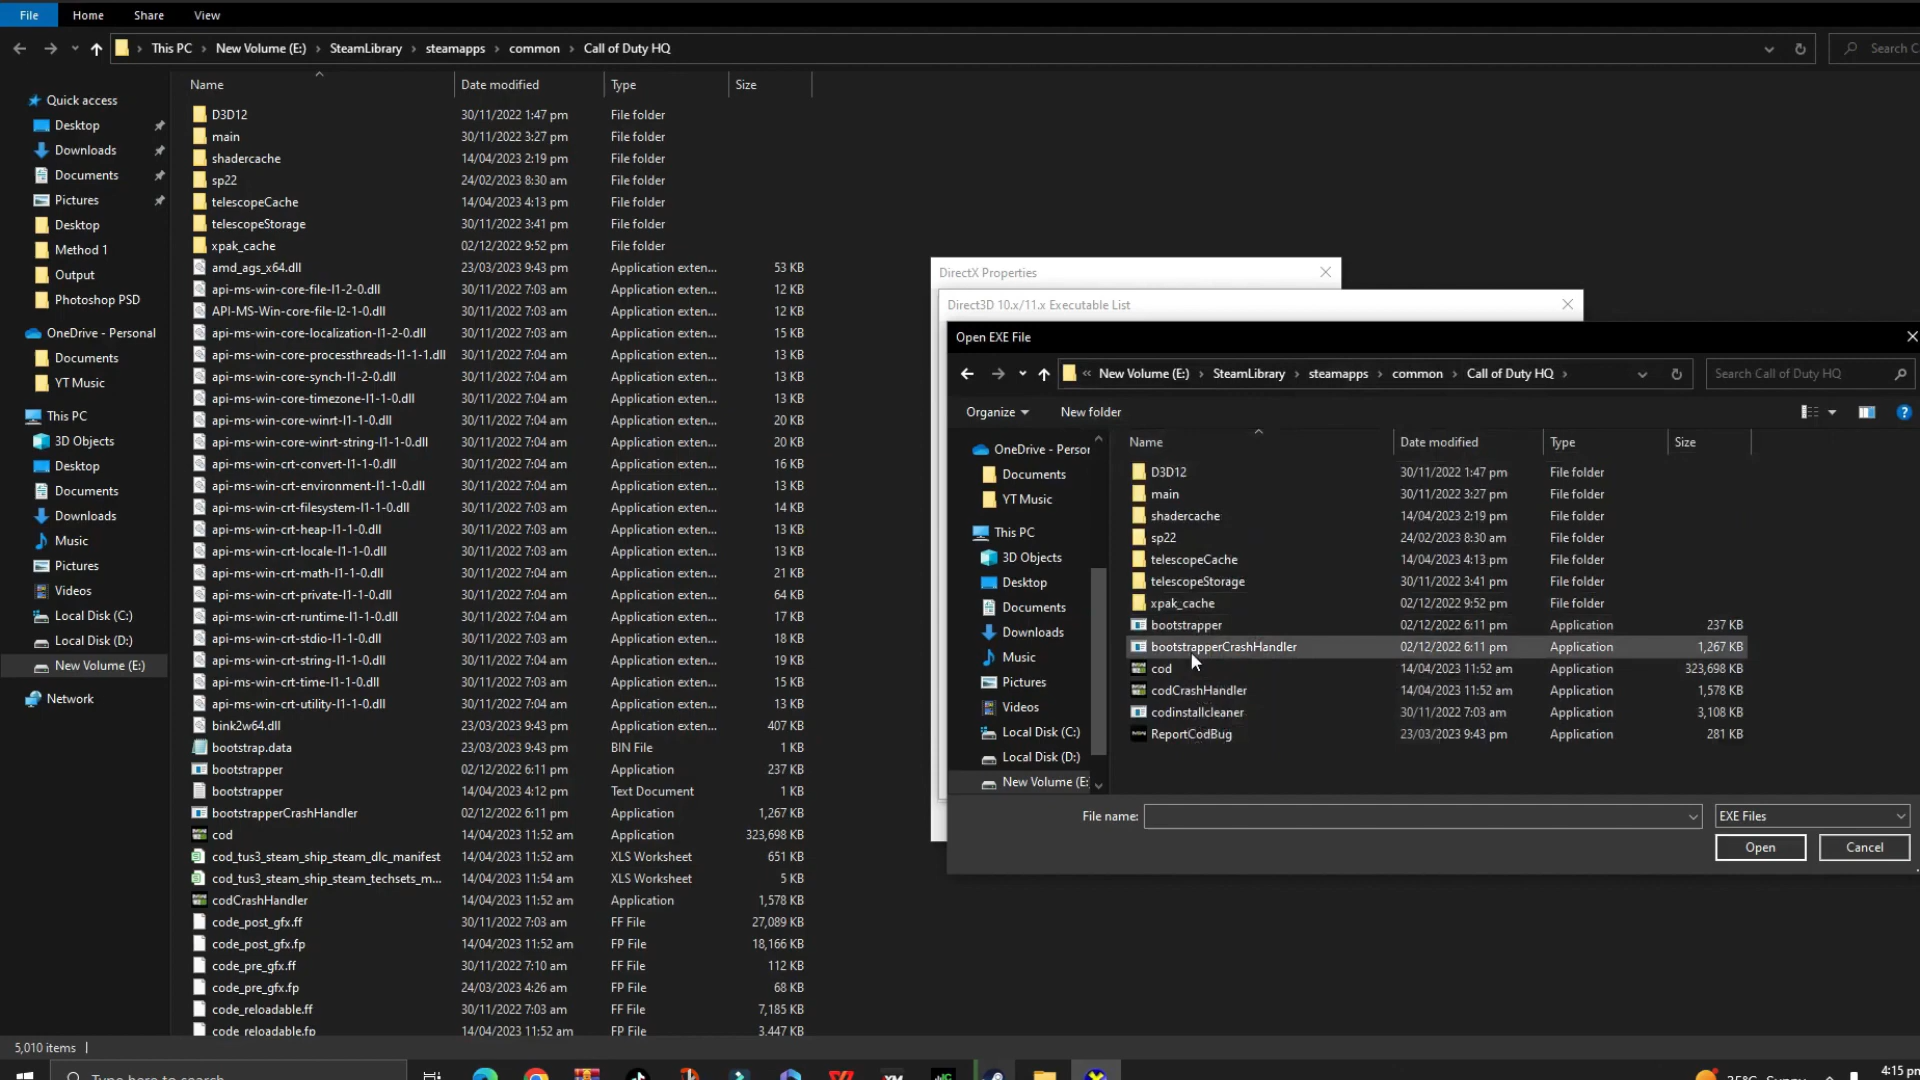 File Home Share View
This PC > New Volume (E:) > SteamLibrary > steamapps > common > Call of Duty HQ
Search C
Name Date modified Type Size
Quick access
Desktop
Downloads
Documents
Pictures
Desktop
Method 1
Output
Photoshop PSD
OneDrive - Personal
Documents
YT Music
This PC
3D Objects
Desktop
Documents
Downloads
Music
Pictures
Videos
Local Disk (C:)
Local Disk (D:)
New Volume (E:)
Network
D3D12 30/11/2022 1:47 pm File folder
main 30/11/2022 3:27 pm File folder
shadercache 14/04/2023 2:19 pm File folder
sp22 24/02/2023 8:30 am File folder
telescopeCache 14/04/2023 4:13 pm File folder
telescopeStorage 30/11/2022 3:41 pm File folder
xpak_cache 02/12/2022 9:52 pm File folder
amd_ags_x64.dll 23/03/2023 9:43 pm Application exten... 53 KB
api-ms-win-core-file-l1-2-0.dll 30/11/2022 7:03 am Application exten... 12 KB
API-MS-Win-core-file-l2-1-0.dll 30/11/2022 7:03 am Application exten... 12 KB
api-ms-win-core-localization-l1-2-0.dll 30/11/2022 7:03 am Application exten... 15 KB
api-ms-win-core-processthreads-l1-1-1.dll 30/11/2022 7:04 am Application exten... 13 KB
api-ms-win-core-synch-l1-2-0.dll 30/11/2022 7:04 am Application exten... 13 KB
api-ms-win-core-timezone-l1-1-0.dll 30/11/2022 7:04 am Application exten... 13 KB
api-ms-win-core-winrt-l1-1-0.dll 30/11/2022 7:03 am Application exten... 20 KB
api-ms-win-core-winrt-string-l1-1-0.dll 30/11/2022 7:03 am Application exten... 20 KB
api-ms-win-crt-convert-l1-1-0.dll 30/11/2022 7:04 am Application exten... 16 KB
api-ms-win-crt-environment-l1-1-0.dll 30/11/2022 7:03 am Application exten... 13 KB
api-ms-win-crt-filesystem-l1-1-0.dll 30/11/2022 7:03 am Application exten... 14 KB
api-ms-win-crt-heap-l1-1-0.dll 30/11/2022 7:03 am Application exten... 13 KB
api-ms-win-crt-locale-l1-1-0.dll 30/11/2022 7:03 am Application exten... 13 KB
api-ms-win-crt-math-l1-1-0.dll 30/11/2022 7:04 am Application exten... 21 KB
api-ms-win-crt-private-l1-1-0.dll 30/11/2022 7:04 am Application exten... 64 KB
api-ms-win-crt-runtime-l1-1-0.dll 30/11/2022 7:04 am Application exten... 17 KB
api-ms-win-crt-stdio-l1-1-0.dll 30/11/2022 7:04 am Application exten... 18 KB
api-ms-win-crt-string-l1-1-0.dll 30/11/2022 7:03 am Application exten... 19 KB
api-ms-win-crt-time-l1-1-0.dll 30/11/2022 7:04 am Application exten... 15 KB
api-ms-win-crt-utility-l1-1-0.dll 30/11/2022 7:03 am Application exten... 13 KB
bink2w64.dll 23/03/2023 9:43 pm Application exten... 407 KB
bootstrap.data 23/03/2023 9:43 pm BIN File 1 KB
bootstrapper 02/12/2022 6:11 pm Application 237 KB
bootstrapper 14/04/2023 4:12 pm Text Document 1 KB
bootstrapperCrashHandler 02/12/2022 6:11 pm Application 1,267 KB
cod 14/04/2023 11:52 am Application 323,698 KB
cod_tus3_steam_ship_steam_dlc_manifest 14/04/2023 11:52 am XLS Worksheet 651 KB
cod_tus3_steam_ship_steam_techsets_m... 14/04/2023 11:54 am XLS Worksheet 5 KB
codCrashHandler 14/04/2023 11:52 am Application 1,578 KB
code_post_gfx.ff 30/11/2022 7:03 am FF File 27,089 KB
code_post_gfx.fp 14/04/2023 11:52 am FP File 18,166 KB
code_pre_gfx.ff 30/11/2022 7:10 am FF File 112 KB
code_pre_gfx.fp 24/03/2023 4:26 am FP File 68 KB
code_reloadable.ff 30/11/2022 7:03 am FF File 7,185 KB
code_reloadable.fp 14/04/2023 11:52 am FP File 3,447 KB
5,010 items
DirectX Properties
Direct3D 10.x/11.x Executable List
Open EXE File
« New Volume (E:) > SteamLibrary > steamapps > common > Call of Duty HQ >
Search Call of Duty HQ
Organize New folder
Name Date modified Type Size
OneDrive - Person
Documents
YT Music
This PC
3D Objects
Desktop
Documents
Downloads
Music
Pictures
Videos
Local Disk (C:)
Local Disk (D:)
New Volume (E:
D3D12 30/11/2022 1:47 pm File folder
main 30/11/2022 3:27 pm File folder
shadercache 14/04/2023 2:19 pm File folder
sp22 24/02/2023 8:30 am File folder
telescopeCache 14/04/2023 4:13 pm File folder
telescopeStorage 30/11/2022 3:41 pm File folder
xpak_cache 02/12/2022 9:52 pm File folder
bootstrapper 02/12/2022 6:11 pm Application 237 KB
bootstrapperCrashHandler 02/12/2022 6:11 pm Application 1,267 KB
cod 14/04/2023 11:52 am Application 323,698 KB
codCrashHandler 14/04/2023 11:52 am Application 1,578 KB
codinstallcleaner 30/11/2022 7:03 am Application 3,108 KB
ReportCodBug 23/03/2023 9:43 pm Application 281 KB
File name: EXE Files
Open Cancel
Type here to search
35°C Sunny
4:15 pm